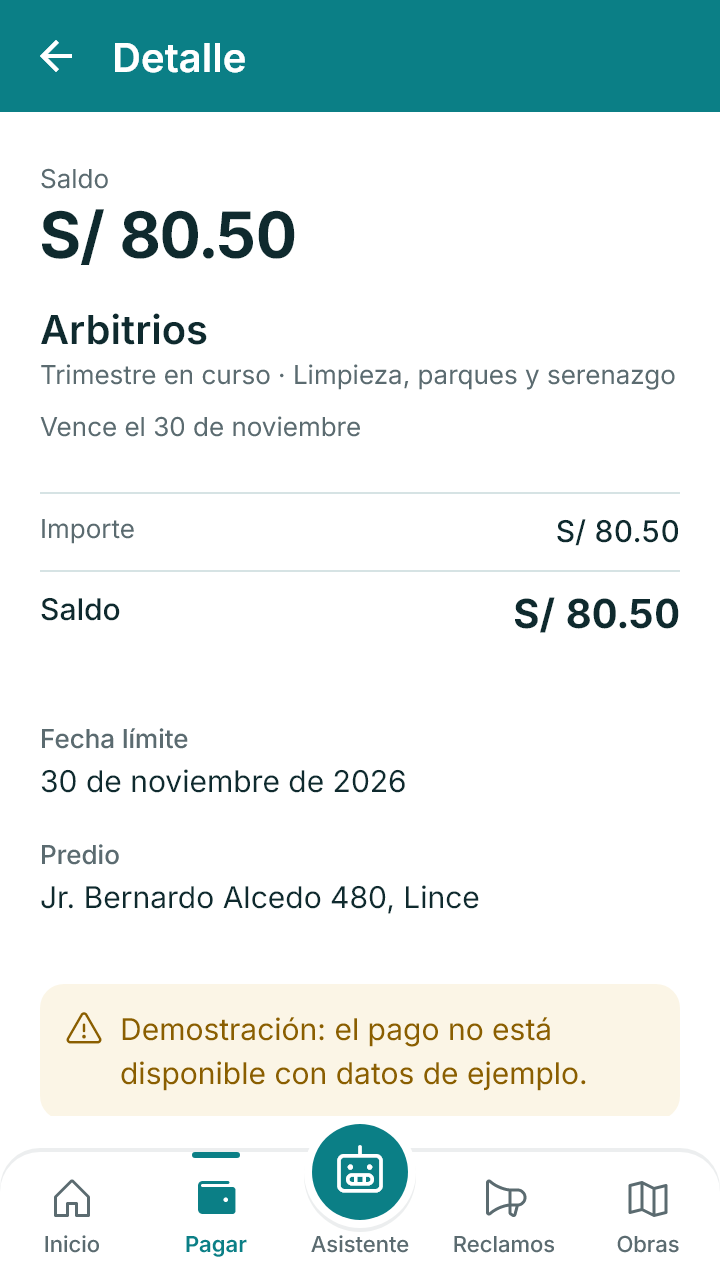 Detalle
Saldo
S/ 80.50
Arbitrios
Trimestre en curso · Limpieza, parques y serenazgo
Vence el 30 de noviembre
Importe S/ 80.50
Saldo S/ 80.50
Fecha límite
30 de noviembre de 2026
Predio
Jr. Bernardo Alcedo 480, Lince
Demostración: el pago no está
disponible con datos de ejemplo.
Inicio Pagar Asistente Reclamos Obras